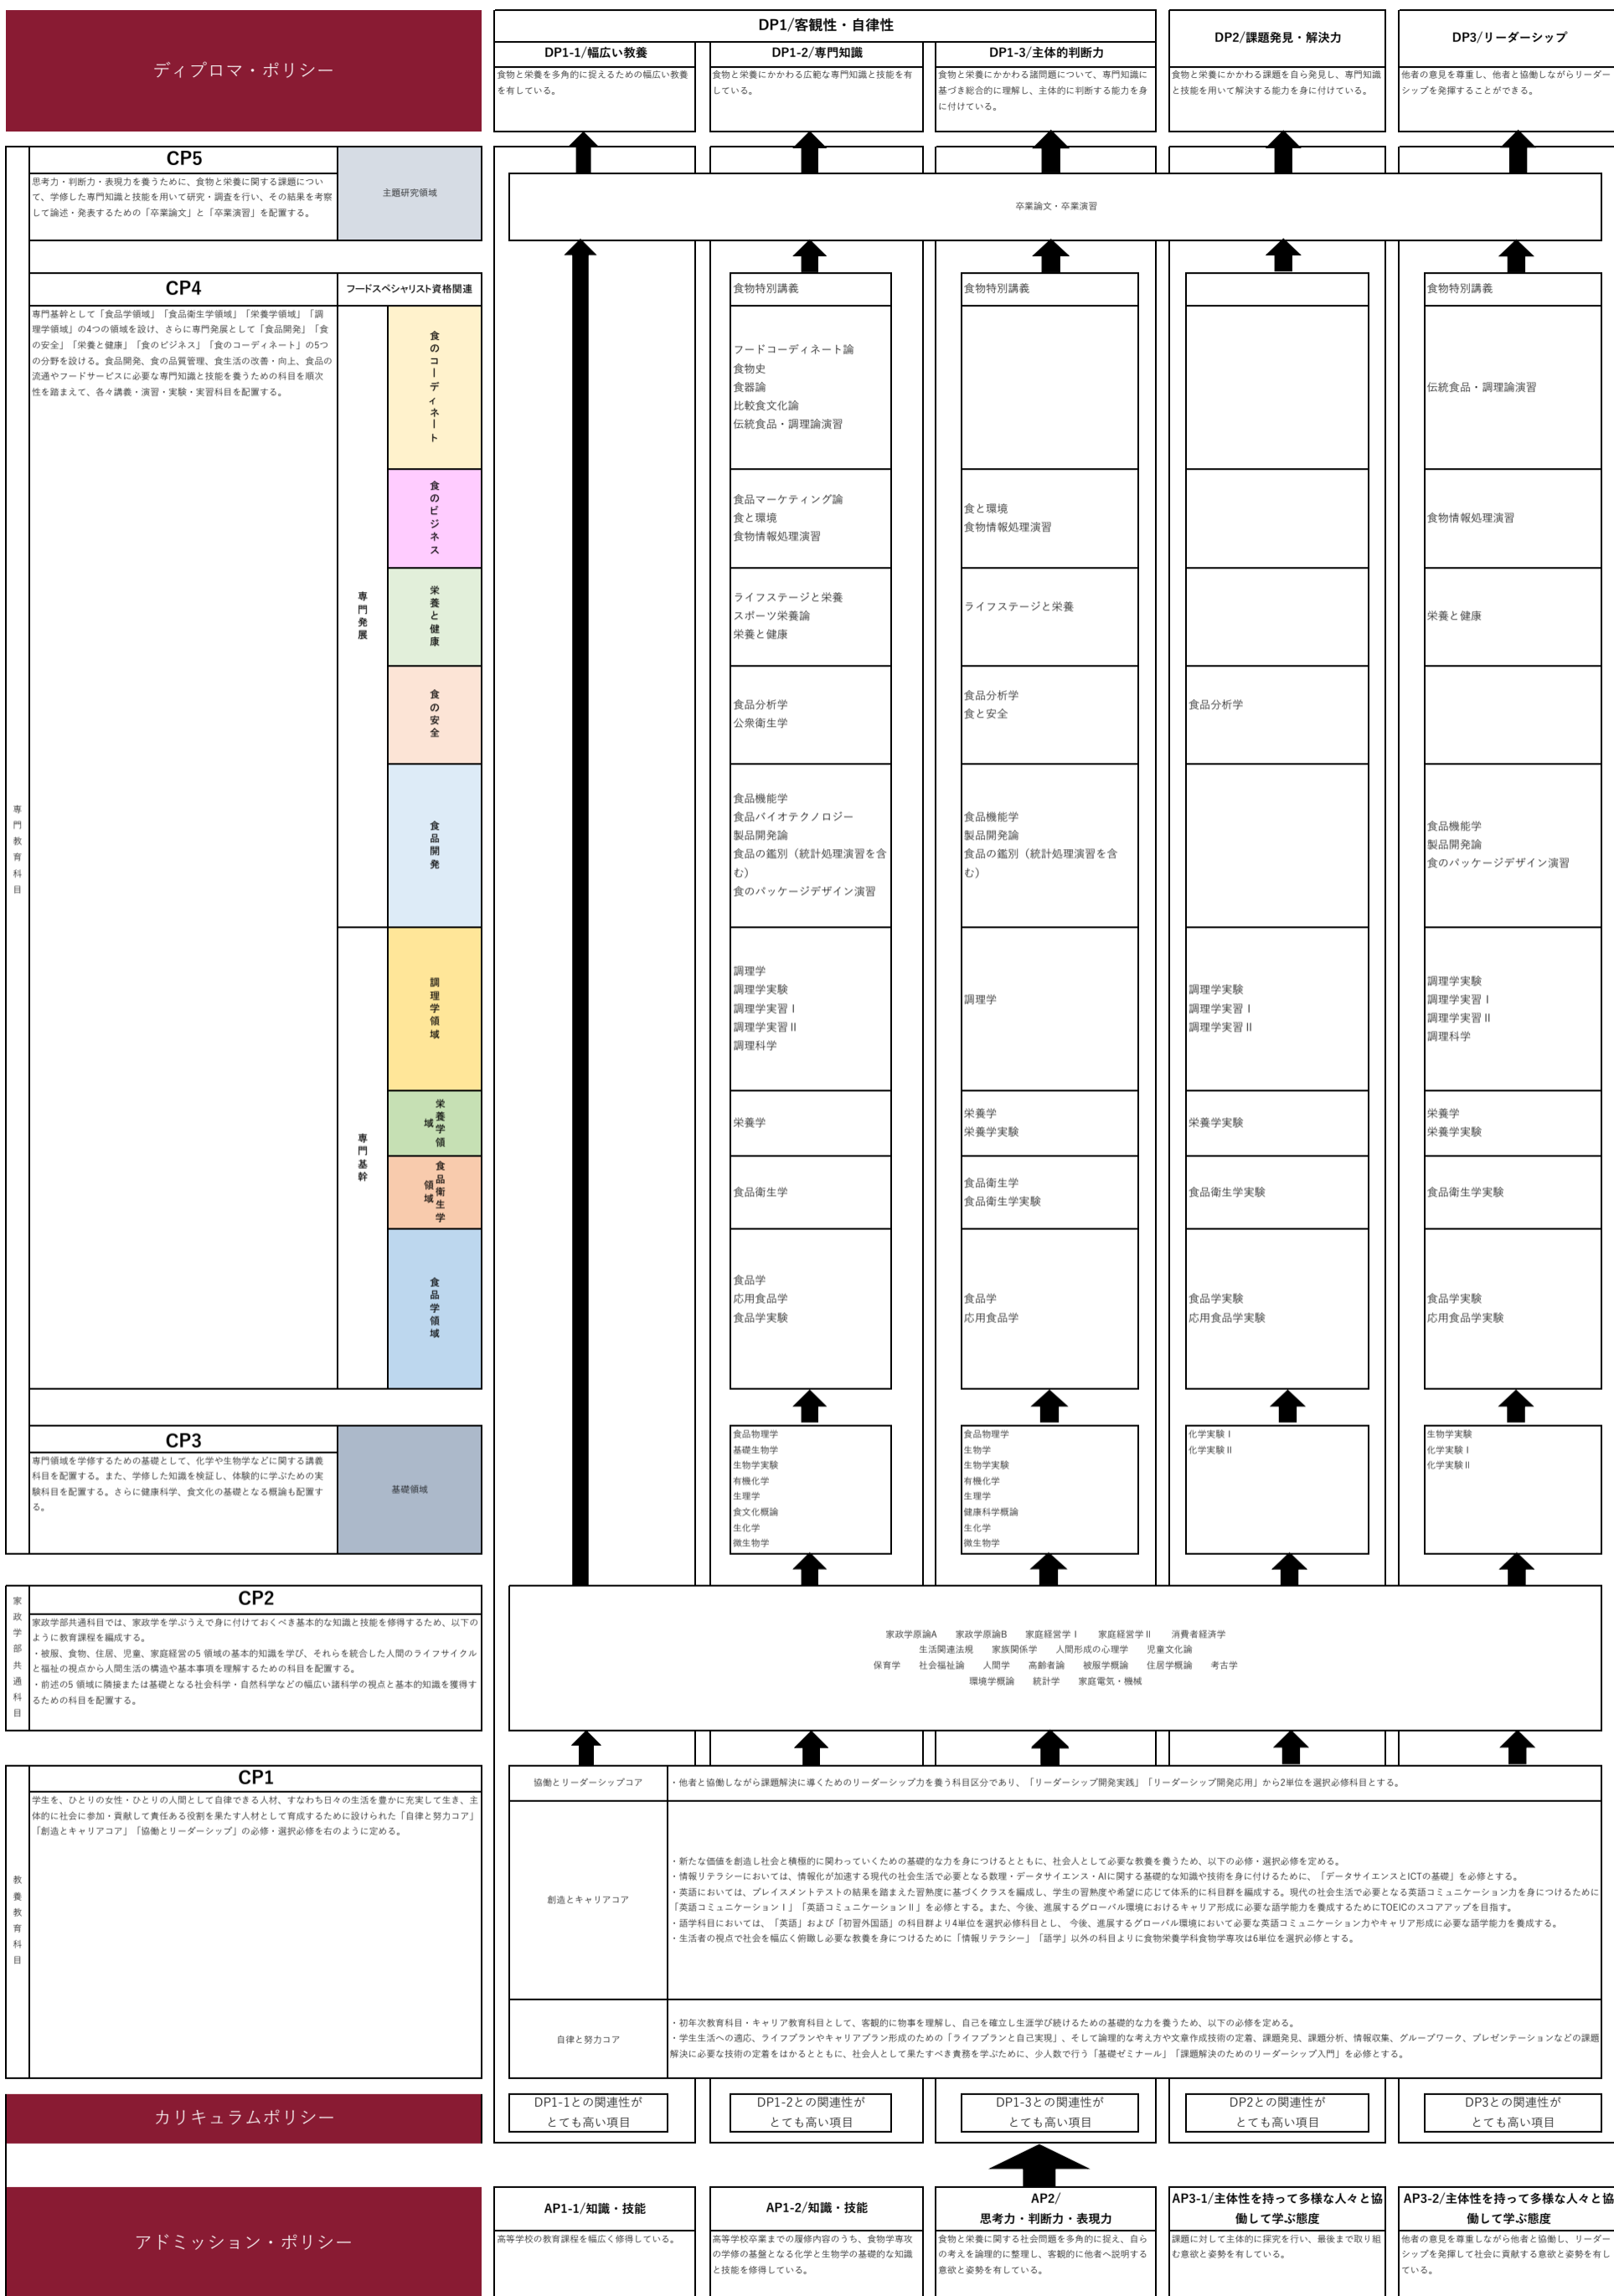 ディプロマ・ポリシー
DP1/客観性・自律性
DP1-1/幅広い教養
食物と栄養を多角的に捉えるための幅広い教養
を有している。
DP1-2/専門知識
食物と栄養にかかわる広範な専門知識と技能を有
している。
DP1-3/主体的判断力
食物と栄養にかかわる諸問題について、専門知識に
基づき総合的に理解し、主体的に判断する能力を身
に付けている。
DP2/課題発見・解決力
食物と栄養にかかわる課題を自ら発見し、専門知識
と技能を用いて解決する能力を身に付けている。
DP3/リーダーシップ
他者の意見を尊重し、他者と協働しながらリーダー
シップを発揮することができる。
専門教育科目
CP5
思考力・判断力・表現力を養うために、食物と栄養に関する課題につい
て、学修した専門知識と技能を用いて研究・調査を行い、その結果を考察
して論述・発表するための「卒業論文」と「卒業演習」を配置する。
主題研究領域
卒業論文・卒業演習
CP4
専門基幹として「食品学領域」「食品衛生学領域」「栄養学領域」「調
理学領域」の4つの領域を設け、さらに専門発展として「食品開発」「食
の安全」「栄養と健康」「食のビジネス」「食のコーディネート」の5つ
の分野を設ける。食品開発、食の品質管理、食生活の改善・向上、食品の
流通やフードサービスに必要な専門知識と技能を養うための科目を順次
性を踏まえて、各々講義・演習・実験・実習科目を配置する。
フードスペシャリスト資格関連
食物特別講義
食物特別講義
食物特別講義
専門発展
食のコーディネート
フードコーディネート論
食物史
食器論
比較食文化論
伝統食品・調理論演習
伝統食品・調理論演習
食のビジネス
食品マーケティング論
食と環境
食物情報処理演習
食と環境
食物情報処理演習
食物情報処理演習
栄養と健康
ライフステージと栄養
スポーツ栄養論
栄養と健康
ライフステージと栄養
栄養と健康
食の安全
食品分析学
公衆衛生学
食品分析学
食と安全
食品分析学
食品開発
食品機能学
食品バイオテクノロジー
製品開発論
食品の鑑別（統計処理演習を含
む）
食のパッケージデザイン演習
食品機能学
製品開発論
食品の鑑別（統計処理演習を含
む）
食品機能学
製品開発論
食のパッケージデザイン演習
専門基幹
調理学領域
調理学
調理学実験
調理学実習Ⅰ
調理学実習Ⅱ
調理科学
調理学
調理学実験
調理学実習Ⅰ
調理学実習Ⅱ
調理学実験
調理学実習Ⅰ
調理学実習Ⅱ
調理科学
栄養学領
域
栄養学
栄養学
栄養学実験
栄養学実験
栄養学
栄養学実験
食品衛生学
領域
食品衛生学
食品衛生学
食品衛生学実験
食品衛生学実験
食品衛生学実験
食品学領域
食品学
応用食品学
食品学実験
食品学
応用食品学
食品学実験
応用食品学実験
食品学実験
応用食品学実験
CP3
専門領域を学修するための基礎として、化学や生物学などに関する講義
科目を配置する。また、学修した知識を検証し、体験的に学ぶための実
験科目を配置する。さらに健康科学、食文化の基礎となる概論も配置す
る。
基礎領域
食品物理学
基礎生物学
生物学実験
有機化学
生理学
食文化概論
生化学
微生物学
食品物理学
生物学
生物学実験
有機化学
生理学
健康科学概論
生化学
微生物学
化学実験Ⅰ
化学実験Ⅱ
生物学実験
化学実験Ⅰ
化学実験Ⅱ
家政学部共通科目
CP2
家政学部共通科目では、家政学を学ぶうえで身に付けておくべき基本的な知識と技能を修得するため、以下の
ように教育課程を編成する。
・被服、食物、住居、児童、家庭経営の5 領域の基本的知識を学び、それらを統合した人間のライフサイクル
と福祉の視点から人間生活の構造や基本事項を理解するための科目を配置する。
・前述の5 領域に隣接または基礎となる社会科学・自然科学などの幅広い諸科学の視点と基本的知識を獲得す
るための科目を配置する。
家政学原論A 家政学原論B 家庭経営学Ⅰ 家庭経営学Ⅱ 消費者経済学
生活関連法規 家族関係学 人間形成の心理学 児童文化論
保育学 社会福祉論 人間学 高齢者論 被服学概論 住居学概論 考古学
環境学概論 統計学 家庭電気・機械
教養教育科目
CP1
学生を、ひとりの女性・ひとりの人間として自律できる人材、すなわち日々の生活を豊かに充実して生き、主
体的に社会に参加・貢献して責任ある役割を果たす人材として育成するために設けられた「自律と努力コア」
「創造とキャリアコア」「協働とリーダーシップ」の必修・選択必修を右のように定める。
協働とリーダーシップコア
・他者と協働しながら課題解決に導くためのリーダーシップ力を養う科目区分であり、「リーダーシップ開発実践」「リーダーシップ開発応用」から2単位を選択必修科目とする。
創造とキャリアコア
・新たな価値を創造し社会と積極的に関わっていくための基礎的な力を身につけるとともに、社会人として必要な教養を養うため、以下の必修・選択必修を定める。
・情報リテラシーにおいては、情報化が加速する現代の社会生活で必要となる数理・データサイエンス・AIに関する基礎的な知識や技術を身に付けるために、「データサイエンスとICTの基礎」を必修とする。
・英語においては、プレイスメントテストの結果を踏まえた習熟度に基づくクラスを編成し、学生の習熟度や希望に応じて体系的に科目群を編成する。現代の社会生活で必要となる英語コミュニケーション力を身につけるために
「英語コミュニケーションⅠ」「英語コミュニケーションⅡ」を必修とする。また、今後、進展するグローバル環境におけるキャリア形成に必要な語学能力を養成するためにTOEICのスコアアップを目指す。
・語学科目においては、「英語」および「初習外国語」の科目群より4単位を選択必修科目とし、 今後、進展するグローバル環境において必要な英語コミュニケーション力やキャリア形成に必要な語学能力を養成する。
・生活者の視点で社会を幅広く俯瞰し必要な教養を身につけるために「情報リテラシー」「語学」以外の科目よりに食物栄養学科食物学専攻は6単位を選択必修とする。
自律と努力コア
・初年次教育科目・キャリア教育科目として、客観的に物事を理解し、自己を確立し生涯学び続けるための基礎的な力を養うため、以下の必修を定める。
・学生生活への適応、ライフプランやキャリアプラン形成のための「ライフプランと自己実現」、そして論理的な考え方や文章作成技術の定着、課題発見、課題分析、情報収集、グループワーク、プレゼンテーションなどの課題
解決に必要な技術の定着をはかるとともに、社会人として果たすべき責務を学ぶために、少人数で行う「基礎ゼミナール」「課題解決のためのリーダーシップ入門」を必修とする。
カリキュラムポリシー
DP1-1との関連性が
とても高い項目
DP1-2との関連性が
とても高い項目
DP1-3との関連性が
とても高い項目
DP2との関連性が
とても高い項目
DP3との関連性が
とても高い項目
アドミッション・ポリシー
AP1-1/知識・技能
高等学校の教育課程を幅広く修得している。
AP1-2/知識・技能
高等学校卒業までの履修内容のうち、食物学専攻
の学修の基盤となる化学と生物学の基礎的な知識
と技能を修得している。
AP2/
思考力・判断力・表現力
食物と栄養に関する社会問題を多角的に捉え、自ら
の考えを論理的に整理し、客観的に他者へ説明する
意欲と姿勢を有している。
AP3-1/主体性を持って多様な人々と協
働して学ぶ態度
課題に対して主体的に探究を行い、最後まで取り組
む意欲と姿勢を有している。
AP3-2/主体性を持って多様な人々と協
働して学ぶ態度
他者の意見を尊重しながら他者と協働し、リーダー
シップを発揮して社会に貢献する意欲と姿勢を有し
ている。